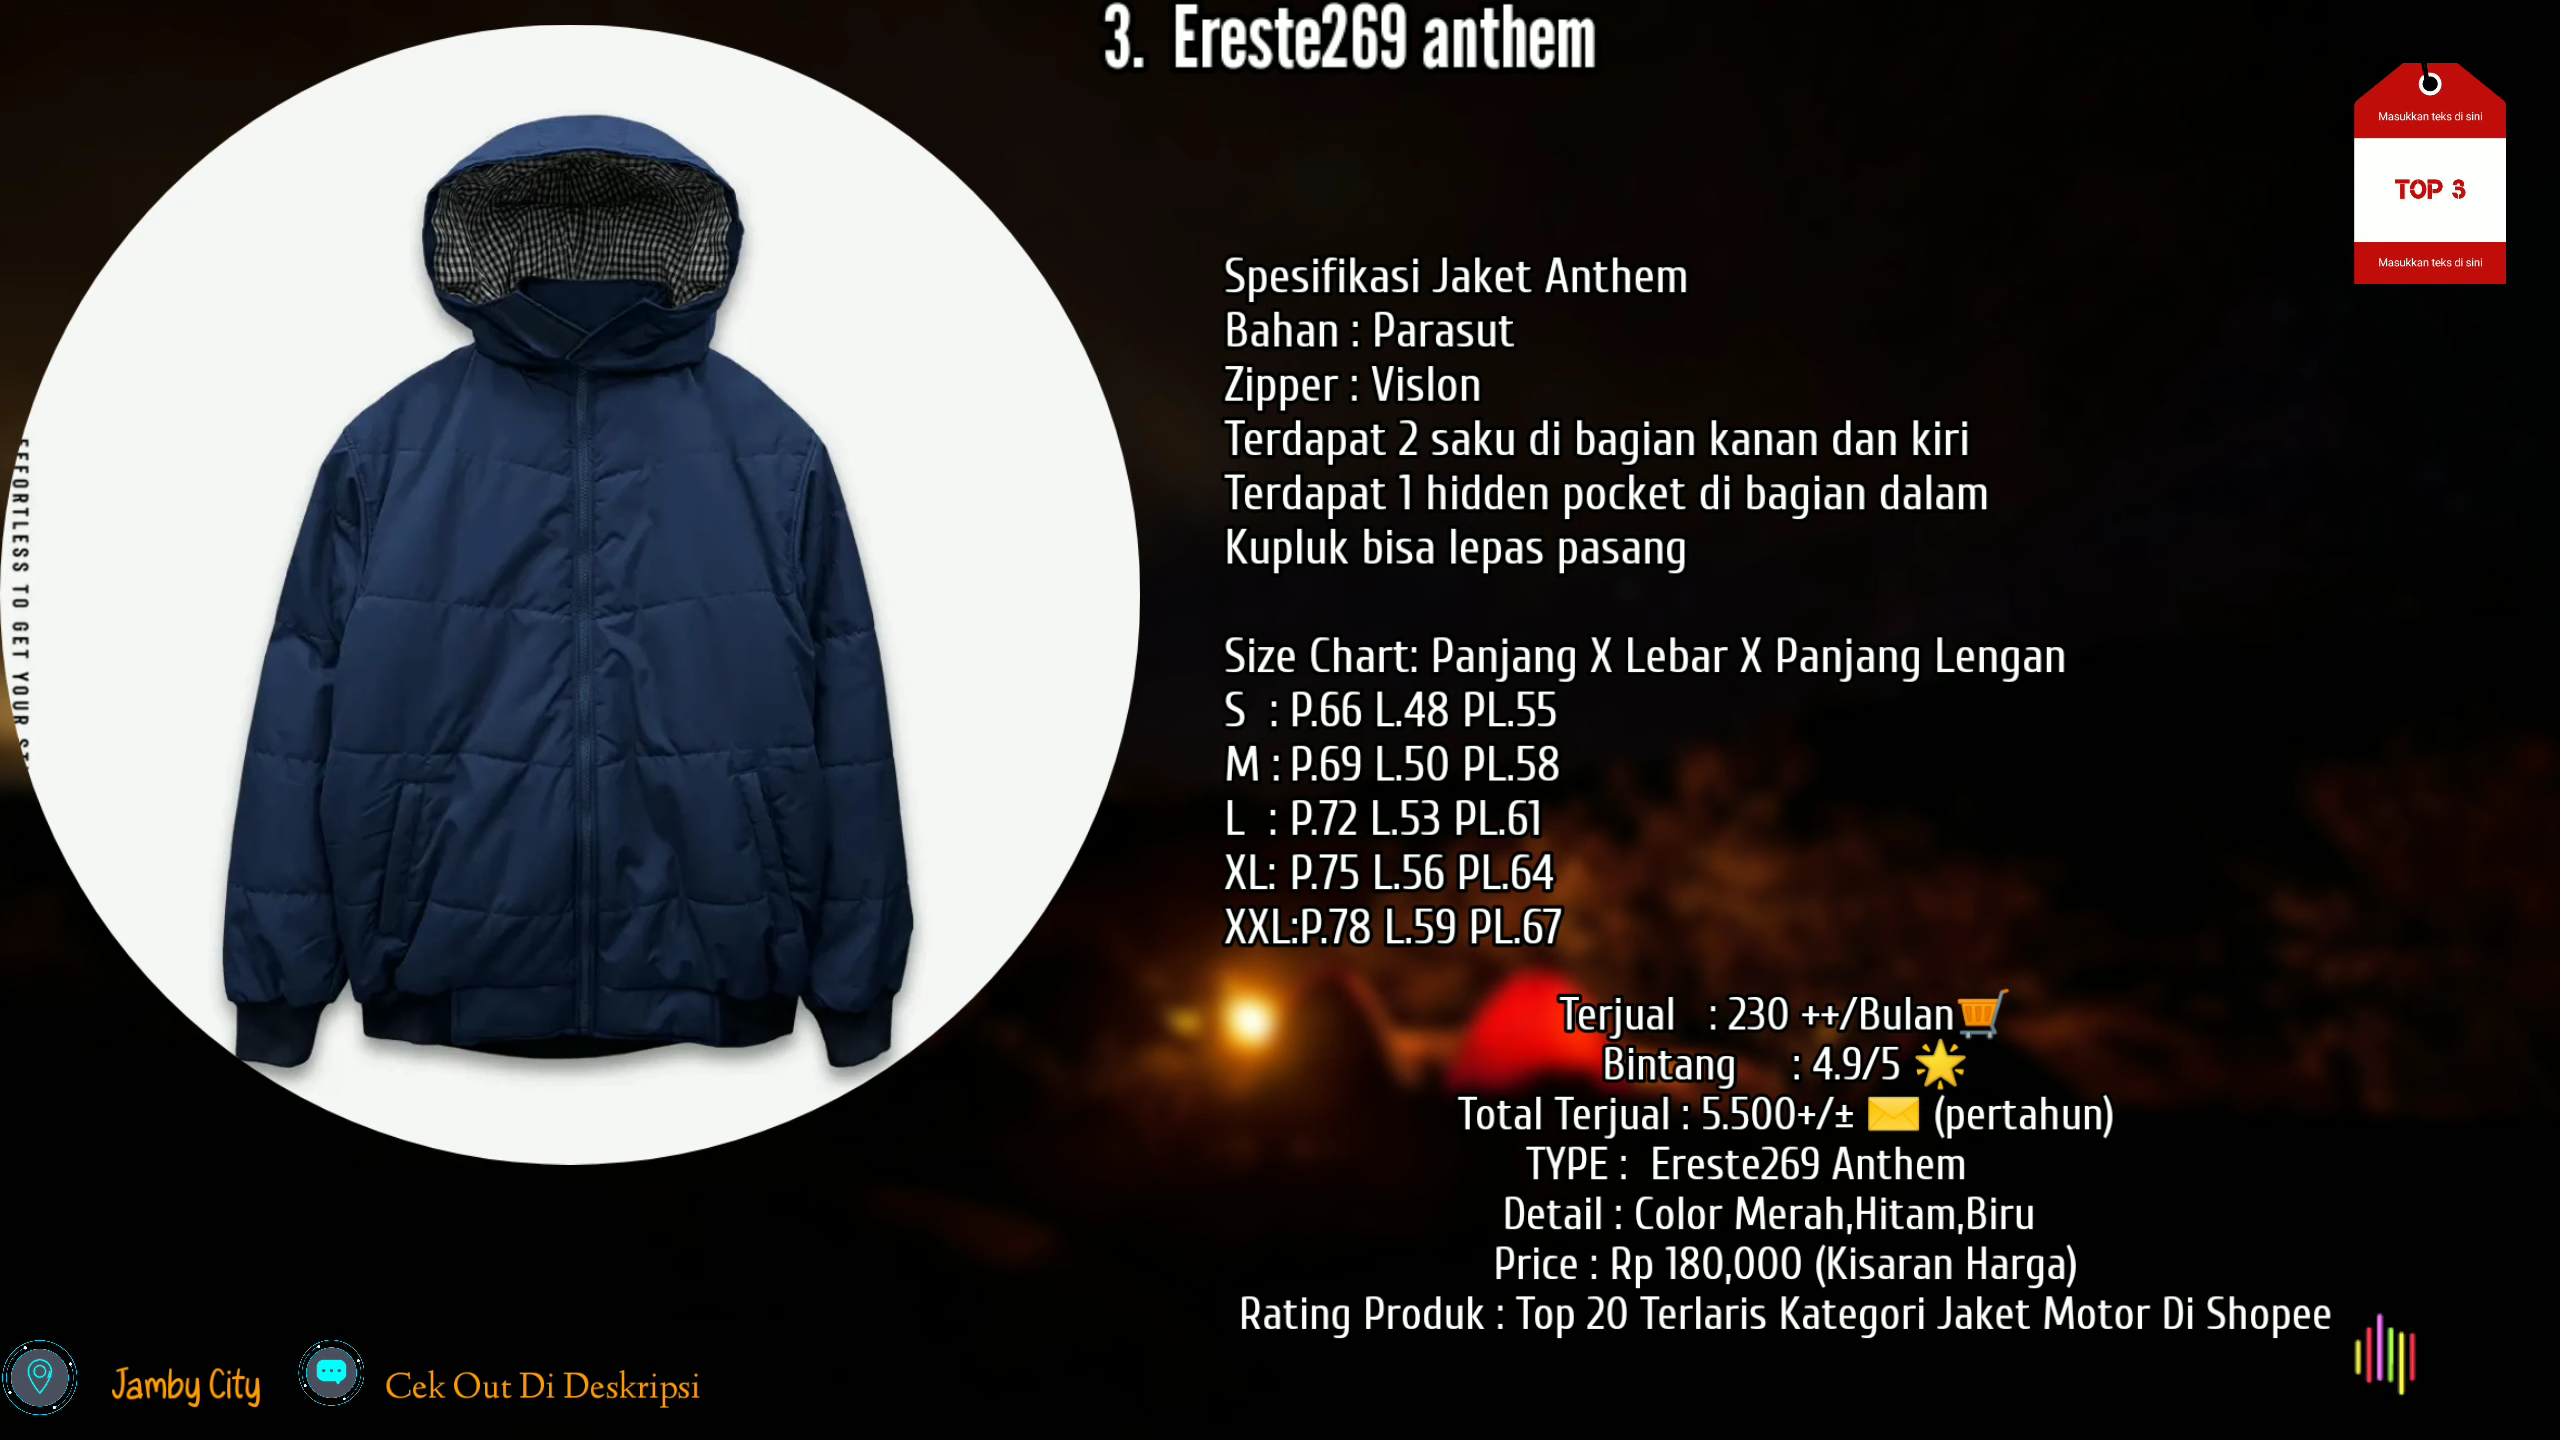 3. Ereste269 anthem
Masukkan teks di sini
TOP 3
Masukkan teks di sini
EFFORTLESS TO GET YOUR
Spesifikasi Jaket Anthem
Bahan : Parasut
Zipper : Vislon
Terdapat 2 saku di bagian kanan dan kiri
Terdapat 1 hidden pocket di bagian dalam
Kupluk bisa lepas pasang
Size Chart: Panjang X Lebar X Panjang Lengan
S : P.66 L.48 PL.55
M : P.69 L.50 PL.58
L : P.72 L.53 PL.61
XL: P.75 L.56 PL.64
XXL:P.78 L.59 PL.67
Terjual : 230 ++/Bulan🛒
Bintang : 4.9/5 🌟
Total Terjual : 5.500+/± ✉️ (pertahun)
TYPE : Ereste269 Anthem
Detail : Color Merah,Hitam,Biru
Price : Rp 180,000 (Kisaran Harga)
Rating Produk : Top 20 Terlaris Kategori Jaket Motor Di Shopee
Jamby City
Cek Out Di Deskripsi